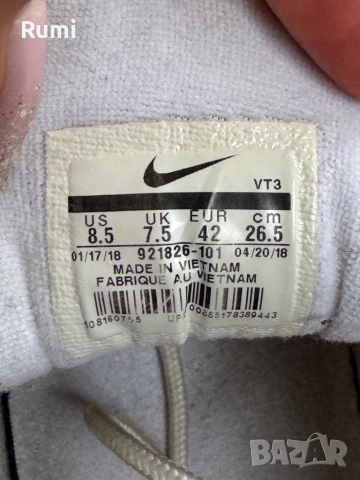 Rumi
VT3
US UK EUR cm
8.5 7.5 42 26.5
01/17/18 921826-101 04/20/18
MADE IN VIETNAM
FABRIQUE AU VIETNAM
BAZAR